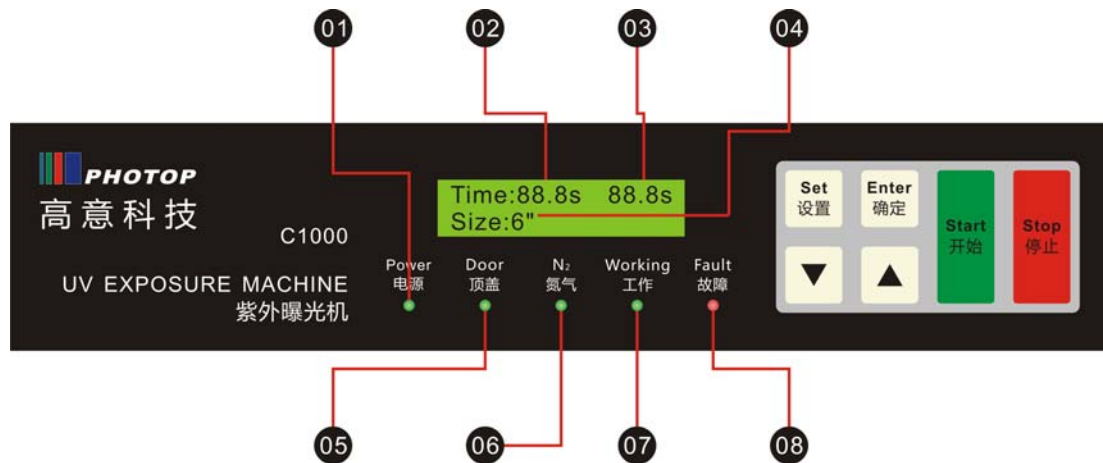 01
02
03
04
PHOTOP
高意科技
C1000
UV EXPOSURE MACHINE
紫外曝光机
Time:88.8s 88.8s
Size:6"
Power
电源
Door
顶盖
N₂
氮气
Working
工作
Fault
故障
Set
设置
Enter
确定
Start
开始
Stop
停止
05
06
07
08